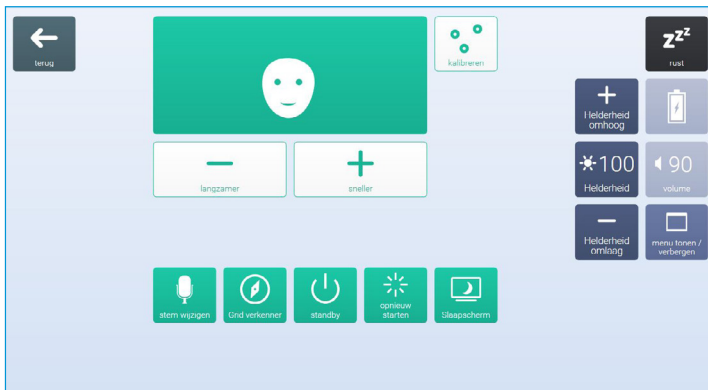 terug
kalibreren
zzz
rust
+
Helderheid
omhoog
−
langzamer
+
sneller
100
Helderheid
90
volume
−
Helderheid
omlaag
menu tonen /
verbergen
stem wijzigen
Grid verkenner
standby
opnieuw
starten
Slaapscherm